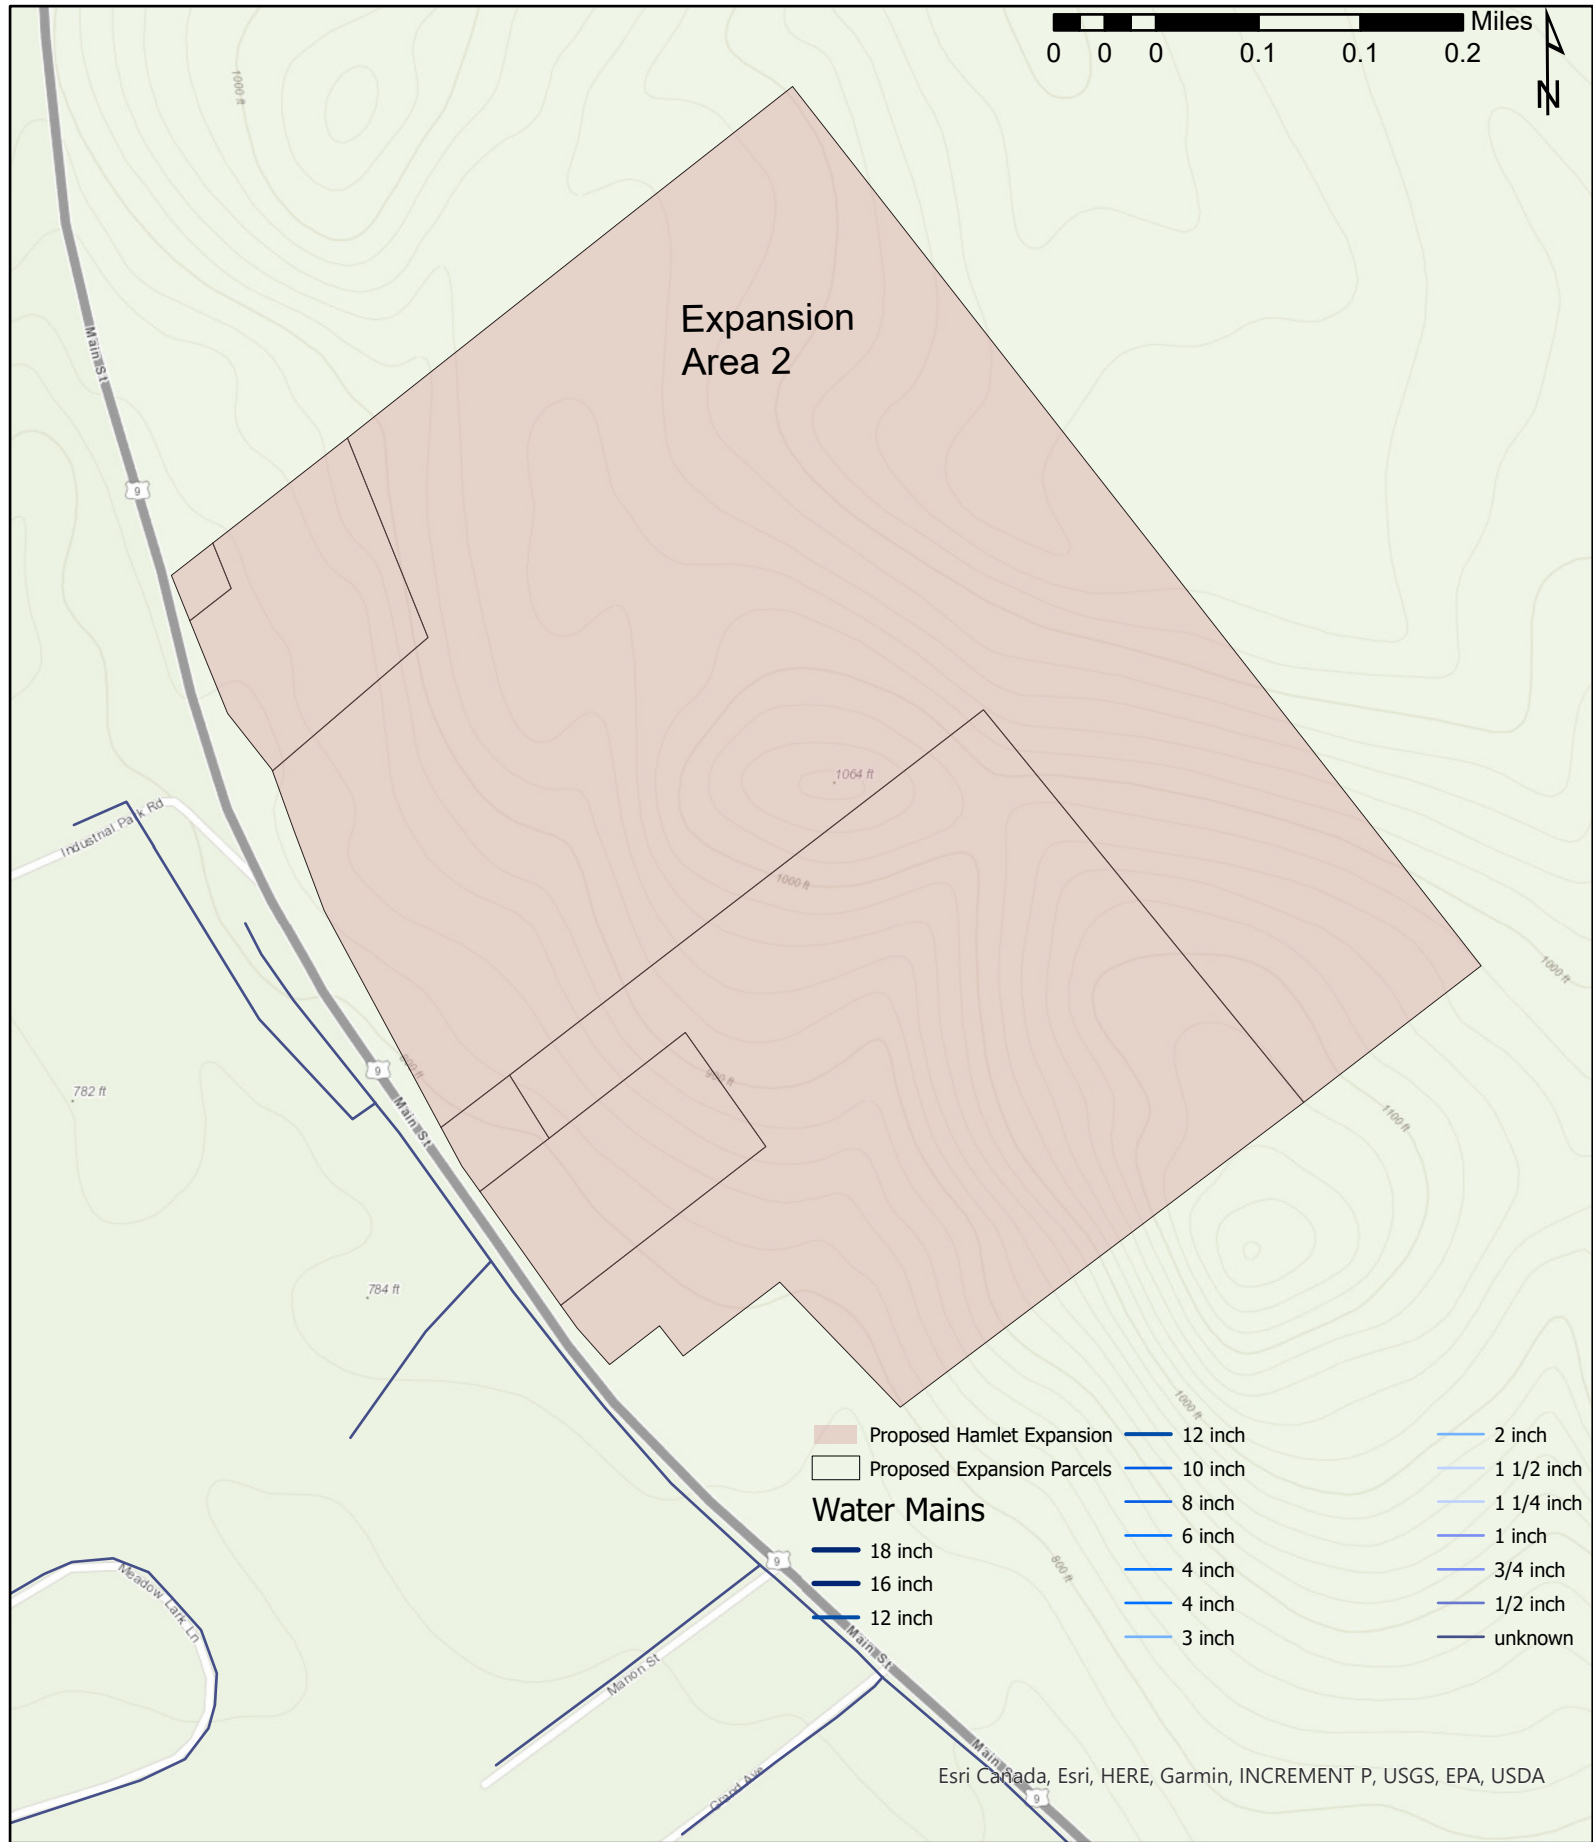 Miles
0 0 0 0.1 0.1 0.2
N
1000 ft
Expansion
Area 2
Main St
9
1064 ft
Industrial Park Rd
1000 ft
1000 ft
9
800 ft
900 ft
782 ft
Main St
1100 ft
784 ft
1000 ft
Proposed Hamlet Expansion
Proposed Expansion Parcels
Water Mains
18 inch
16 inch
12 inch
12 inch
10 inch
8 inch
6 inch
4 inch
4 inch
3 inch
2 inch
1 1/2 inch
1 1/4 inch
1 inch
3/4 inch
1/2 inch
unknown
9
800 ft
Meadow Lark Ln
Main St
Marion St
Main S
Grand Ave
9
Esri Canada, Esri, HERE, Garmin, INCREMENT P, USGS, EPA, USDA